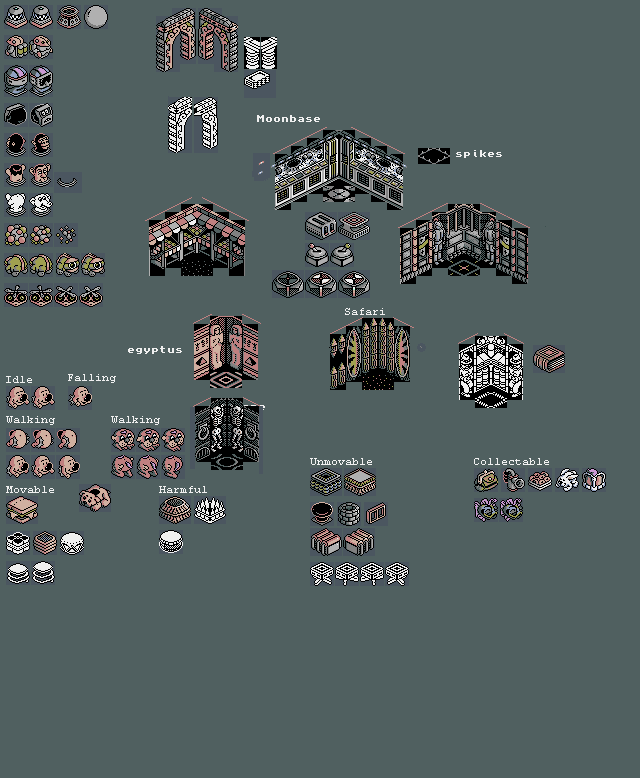 Moonbase
spikes
Safari
egyptus
Idle
Falling
Walking
Walking
Unmovable
Collectable
Movable
Harmful